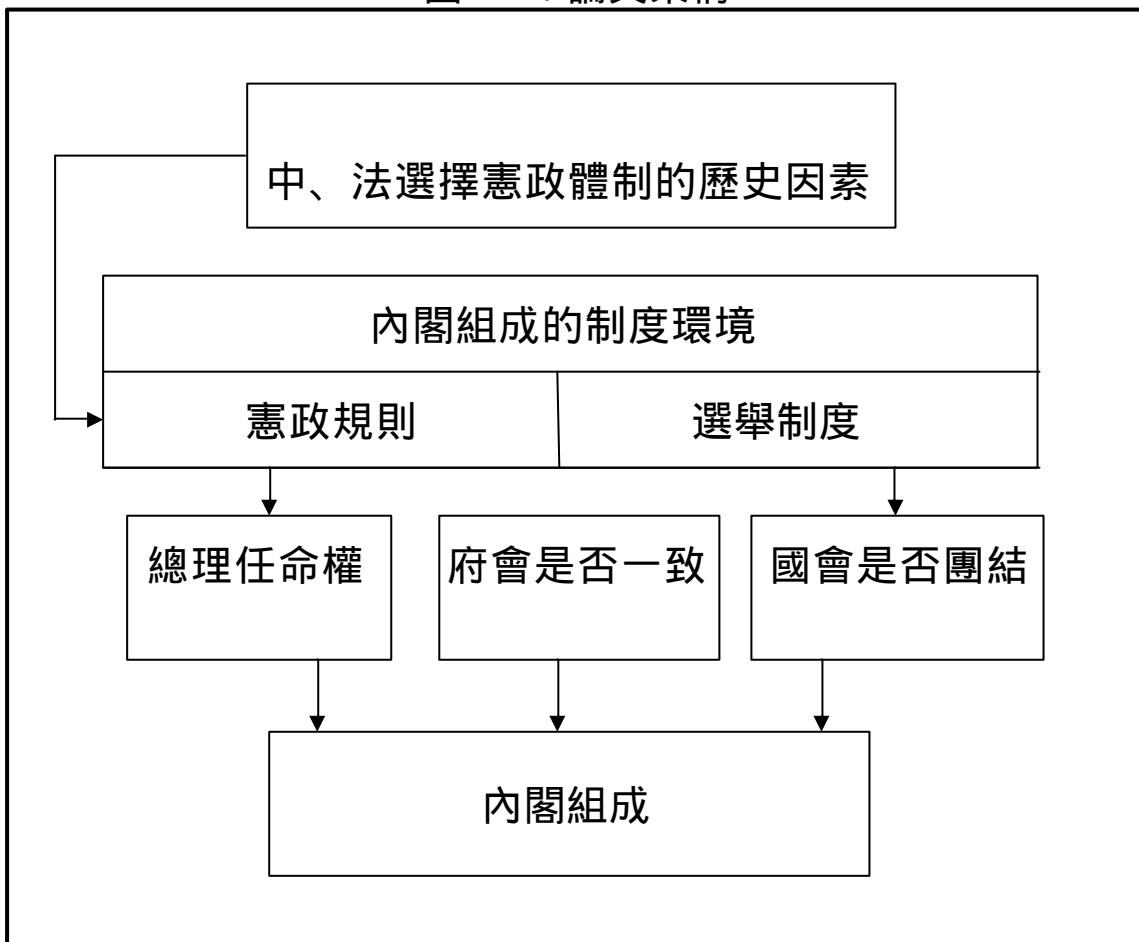 中、法選擇憲政體制的歷史因素
內閣組成的制度環境
憲政規則
選舉制度
總理任命權
府會是否一致
國會是否團結
內閣組成